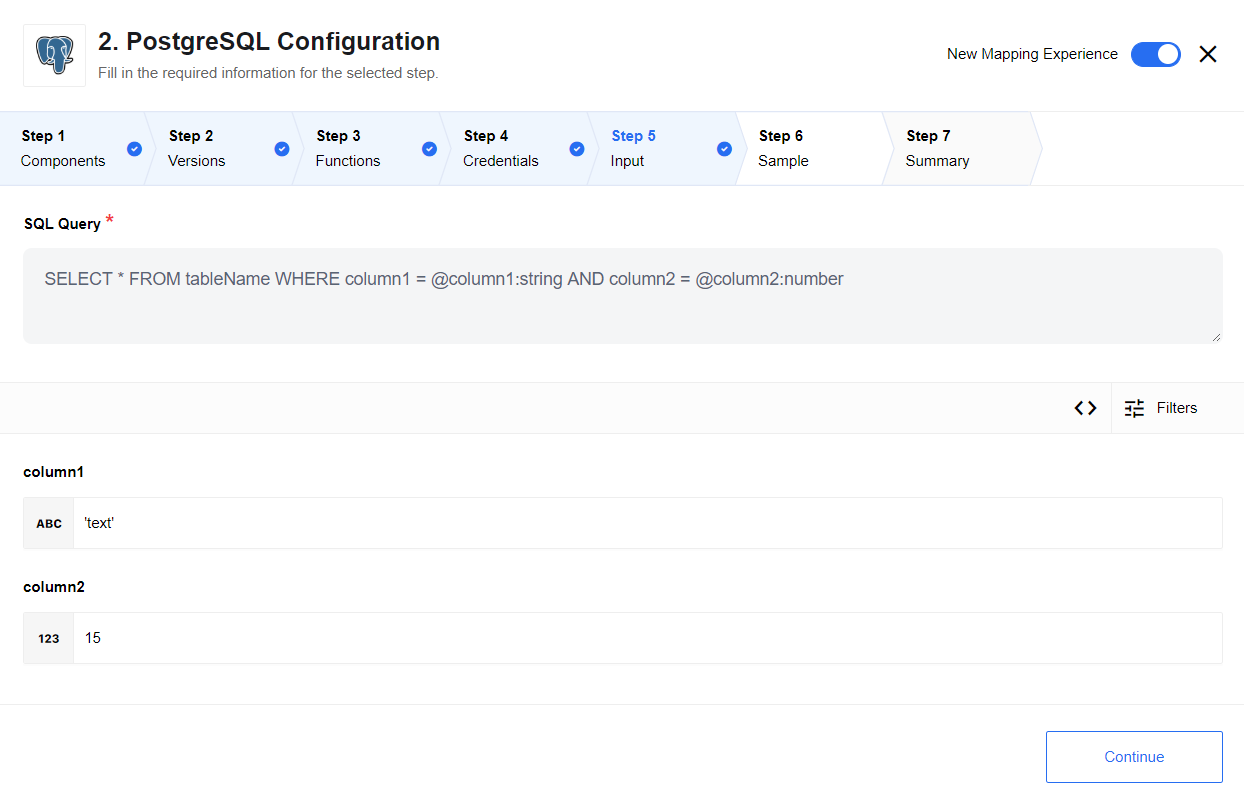 2. PostgreSQL Configuration
Fill in the required information for the selected step.
New Mapping Experience
Step 1
Components
Step 2
Versions
Step 3
Functions
Step 4
Credentials
Step 5
Input
Step 6
Sample
Step 7
Summary
SQL Query *
SELECT * FROM tableName WHERE column1 = @column1:string AND column2 = @column2:number
Filters
column1
ABC 'text'
column2
123 15
Continue